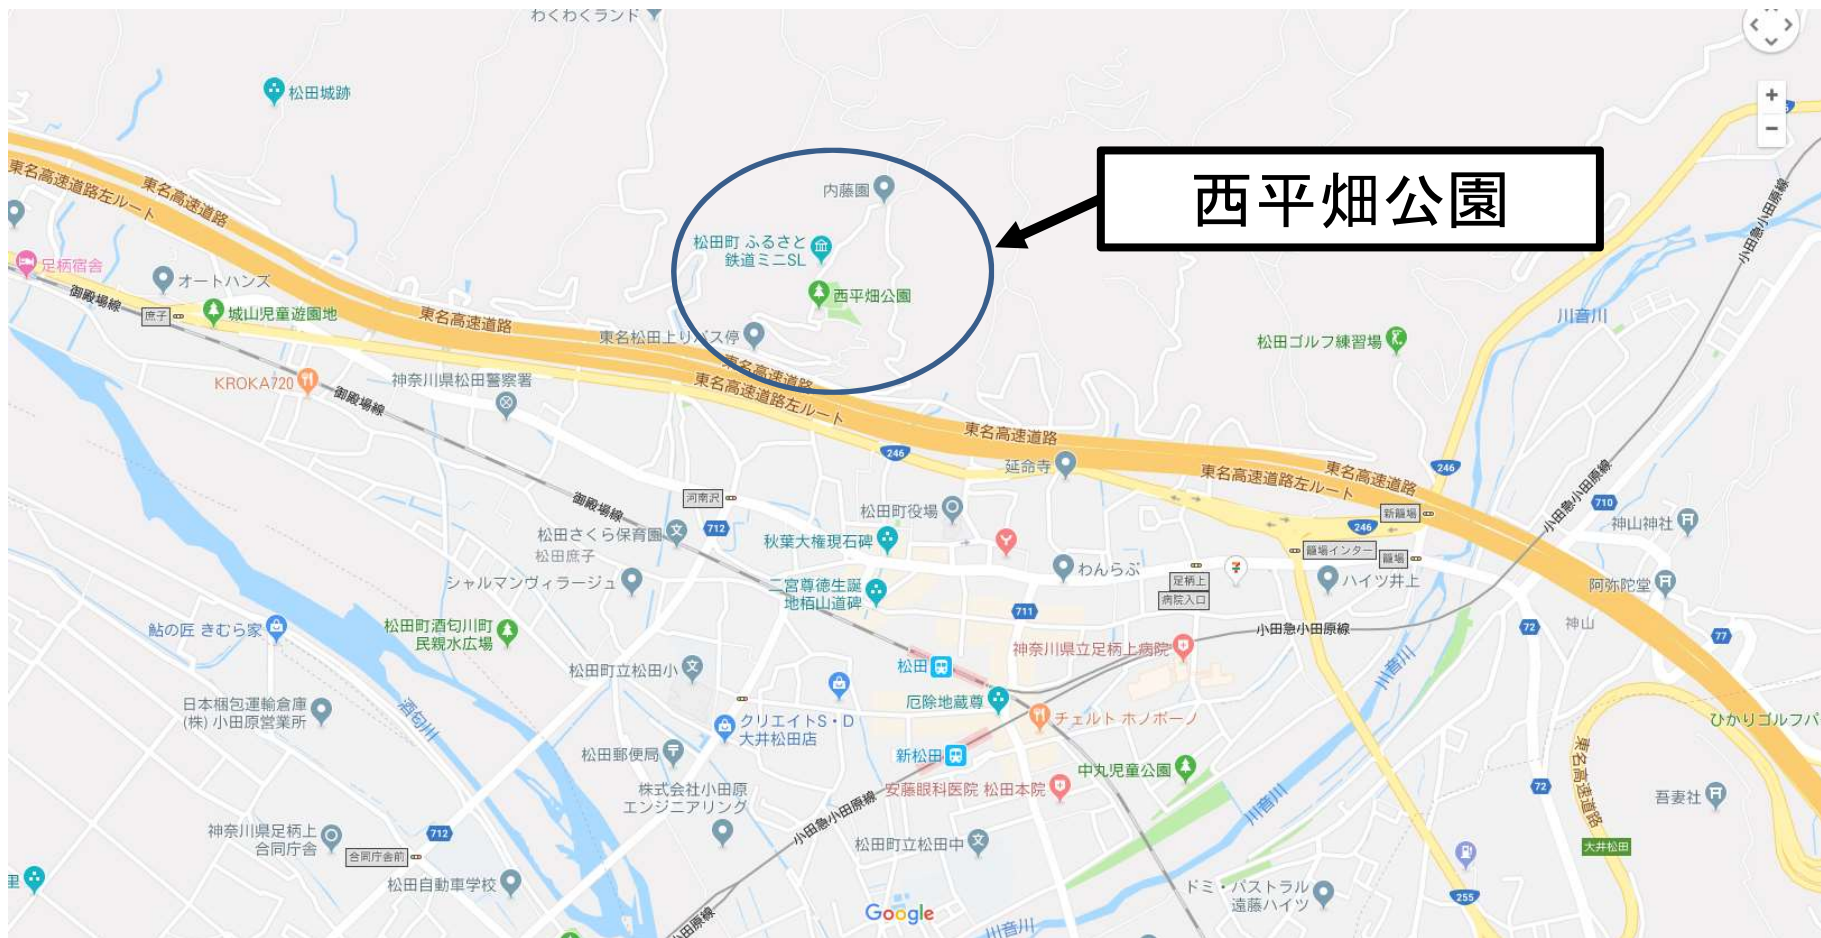 わくわくランド
松田城跡
西平畑公園
内藤園
松田町 ふるさと
鉄道ミニSL
西平畑公園
東名高速道路
東名高速道路左ルート
足柄宿舎
オートハンズ
御殿場線
庶子
城山児童遊園地
東名高速道路
東名松田上りバス停
川音川
小田急小田原線
松田ゴルフ練習場
KROKA720
神奈川県松田警察署
御殿場線
東名高速道路
東名高速道路左ルート
246
東名高速道路
延命寺
東名高速道路左ルート
東名高速道路
246
小田急小田原線
710
神山神社
河南沢
712
御殿場線
松田さくら保育園
松田庶子
松田町役場
秋葉大権現石碑
新籠場
246
籠場インター
籠場
シャルマンヴィラージュ
二宮尊徳生誕
地栢山道碑
わんらぶ
足柄上
病院入口
ハイツ井上
阿弥陀堂
711
小田急小田原線
72
神山
77
鮎の匠 きむら家
松田町酒匂川町
民親水広場
松田町立松田小
松田
神奈川県立足柄上病院
川音川
日本梱包運輸倉庫
(株) 小田原営業所
酒匂川
厄除地蔵尊
チェルト ホノボーノ
クリエイトS・D
大井松田店
ひかりゴルフパ
松田郵便局
新松田
中丸児童公園
東名高速道路
株式会社小田原
エンジニアリング
安藤眼科医院 松田本院
72
吾妻社
川音川
神奈川県足柄上
合同庁舎
712
合同庁舎前
小田急小田原線
松田町立松田中
大井松田
里
松田自動車学校
ドミ・パストラル
遠藤ハイツ
255
Google
小田原線
川音川